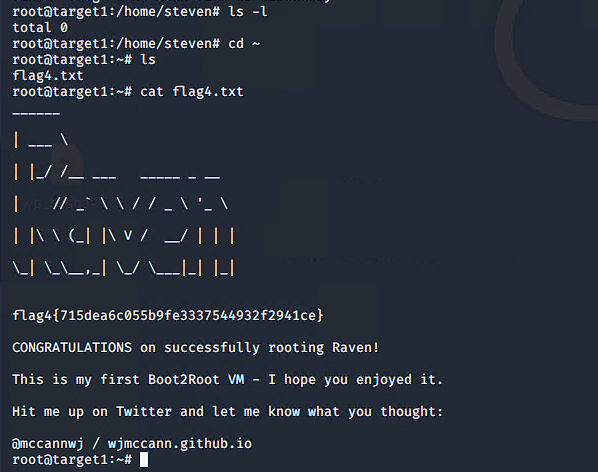 root@target1:/home/steven# ls -l
total 0
root@target1:/home/steven# cd ~
root@target1:~# ls
flag4.txt
root@target1:~# cat flag4.txt
______
| ___ \
| |_/ /__ ___   _____ _ __
|    // _` \ \ / / _ \ '_ \
| |\ \ (_| |\ V /  __/ | | |
\_| \_\__,_| \_/ \___|_| |_|
flag4{715dea6c055b9fe3337544932f2941ce}
CONGRATULATIONS on successfully rooting Raven!
This is my first Boot2Root VM - I hope you enjoyed it.
Hit me up on Twitter and let me know what you thought:
@mccannwj / wjmccann.github.io
root@target1:~#